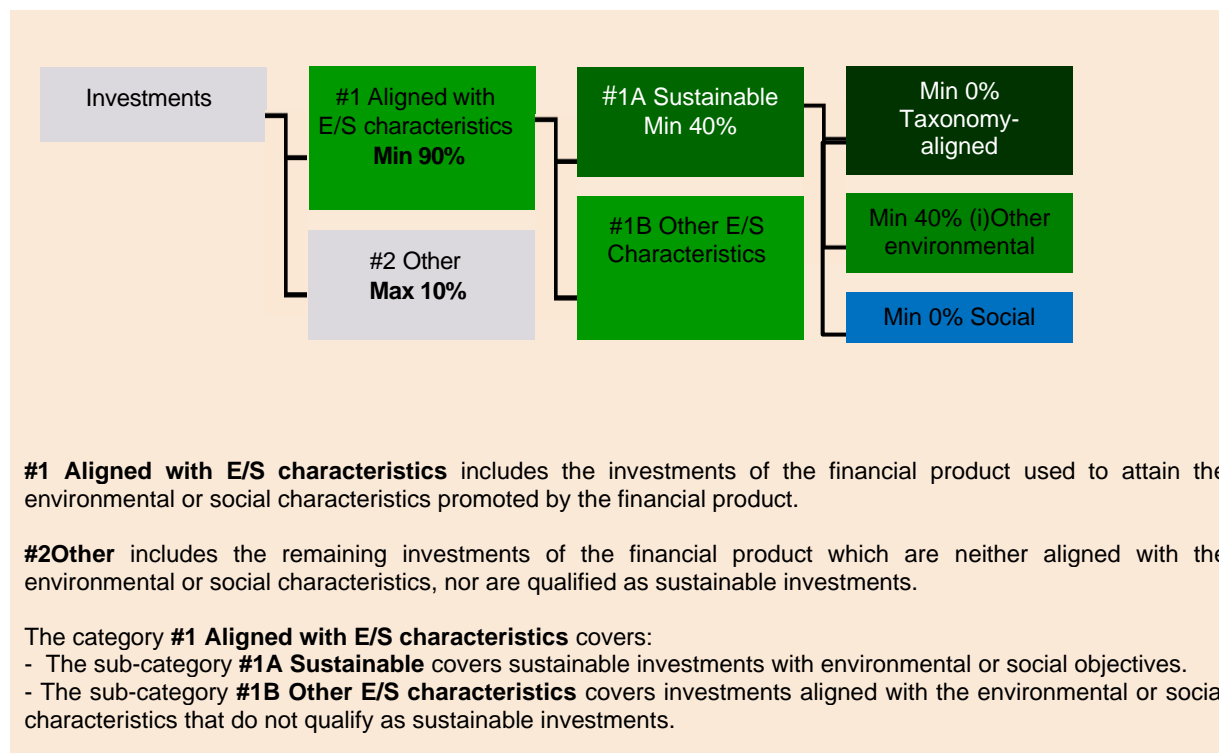 Investments
#1 Aligned with
E/S characteristics
Min 90%
#2 Other
Max 10%
#1A Sustainable
Min 40%
#1B Other E/S
Characteristics
Min 0%
Taxonomy-
aligned
Min 40% (i)Other
environmental
Min 0% Social
#1 Aligned with E/S characteristics includes the investments of the financial product used to attain the
environmental or social characteristics promoted by the financial product.
#2Other includes the remaining investments of the financial product which are neither aligned with the
environmental or social characteristics, nor are qualified as sustainable investments.
The category #1 Aligned with E/S characteristics covers:
- The sub-category #1A Sustainable covers sustainable investments with environmental or social objectives.
- The sub-category #1B Other E/S characteristics covers investments aligned with the environmental or social
characteristics that do not qualify as sustainable investments.